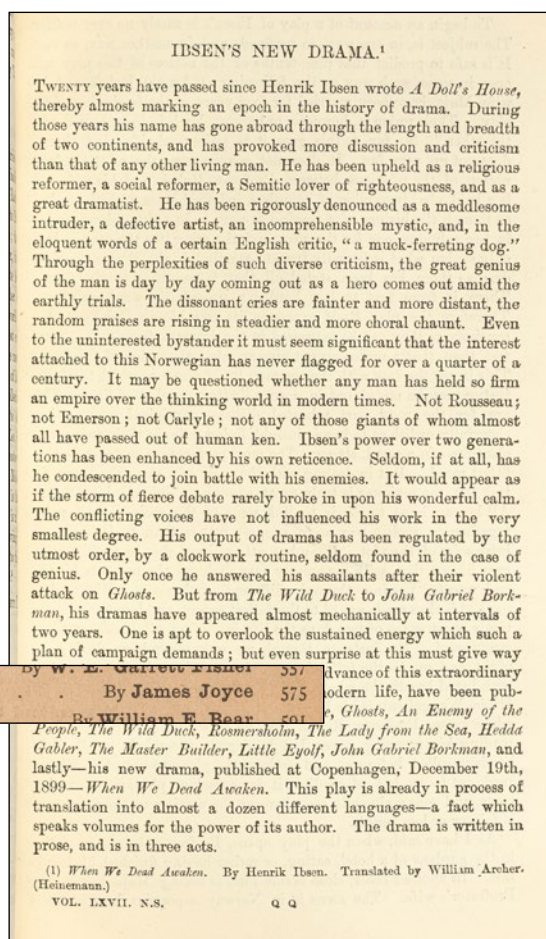 IBSEN'S NEW DRAMA.¹
TWENTY years have passed since Henrik Ibsen wrote A Doll's House,
thereby almost marking an epoch in the history of drama. During
those years his name has gone abroad through the length and breadth
of two continents, and has provoked more discussion and criticism
than that of any other living man. He has been upheld as a religious
reformer, a social reformer, a Semitic lover of righteousness, and as a
great dramatist. He has been rigorously denounced as a meddlesome
intruder, a defective artist, an incomprehensible mystic, and, in the
eloquent words of a certain English critic, “a muck-ferreting dog.”
Through the perplexities of such diverse criticism, the great genius
of the man is day by day coming out as a hero comes out amid the
earthly trials. The dissonant cries are fainter and more distant, the
random praises are rising in steadier and more choral chaunt. Even
to the uninterested bystander it must seem significant that the interest
attached to this Norwegian has never flagged for over a quarter of a
century. It may be questioned whether any man has held so firm
an empire over the thinking world in modern times. Not Rousseau;
not Emerson; not Carlyle; not any of those giants of whom almost
all have passed out of human ken. Ibsen's power over two genera-
tions has been enhanced by his own reticence. Seldom, if at all, has
he condescended to join battle with his enemies. It would appear as
if the storm of fierce debate rarely broke in upon his wonderful calm.
The conflicting voices have not influenced his work in the very
smallest degree. His output of dramas has been regulated by the
utmost order, by a clockwork routine, seldom found in the case of
genius. Only once he answered his assailants after their violent
attack on Ghosts. But from The Wild Duck to John Gabriel Bork-
man, his dramas have appeared almost mechanically at intervals of
two years. One is apt to overlook the sustained energy which such a
plan of campaign demands; but even surprise at this must give way
By W. E. Garrett Fisher 557
dvance of this extraordinary
. . By James Joyce 575
odern life, have been pub-
By William E. Bear 591
, Ghosts, An Enemy of the
People, The Wild Duck, Rosmersholm, The Lady from the Sea, Hedda
Gabler, The Master Builder, Little Eyolf, John Gabriel Borkman, and
lastly—his new drama, published at Copenhagen, December 19th,
1899—When We Dead Awaken. This play is already in process of
translation into almost a dozen different languages—a fact which
speaks volumes for the power of its author. The drama is written in
prose, and is in three acts.
(1) When We Dead Awaken. By Henrik Ibsen. Translated by William Archer.
(Heinemann.)
VOL. LXVII. N.S. Q Q